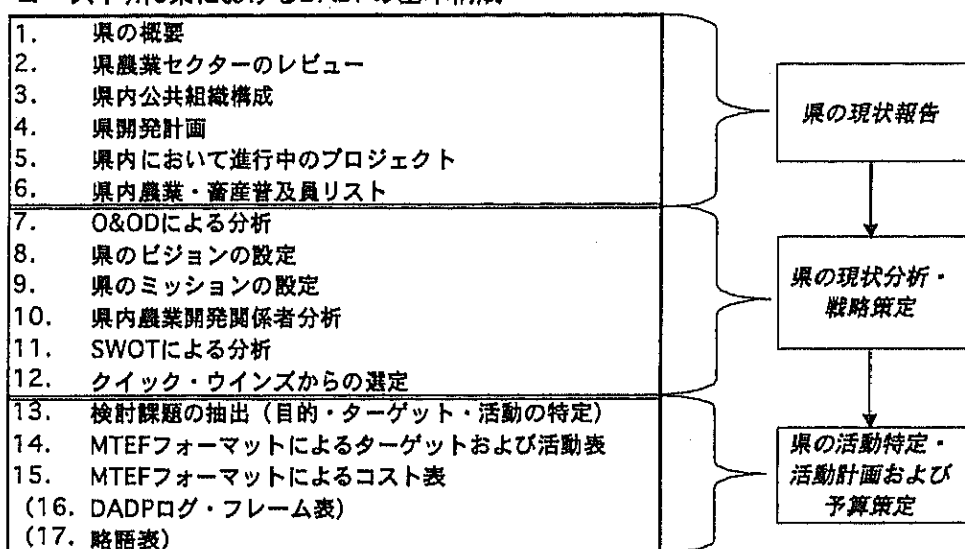 1. 県の概要
2. 県農業セクターのレビュー
3. 県内公共組織構成
4. 県開発計画
5. 県内において進行中のプロジェクト
6. 県内農業・畜産普及員リスト
7. O&ODによる分析
8. 県のビジョンの設定
9. 県のミッションの設定
10. 県内農業開発関係者分析
11. SWOTによる分析
12. クイック・ウインズからの選定
13. 検討課題の抽出（目的・ターゲット・活動の特定）
14. MTEFフォーマットによるターゲットおよび活動表
15. MTEFフォーマットによるコスト表
(16. DADPログ・フレーム表)
(17. 略語表)
県の現状報告
県の現状分析・
戦略策定
県の活動特定・
活動計画および
予算策定